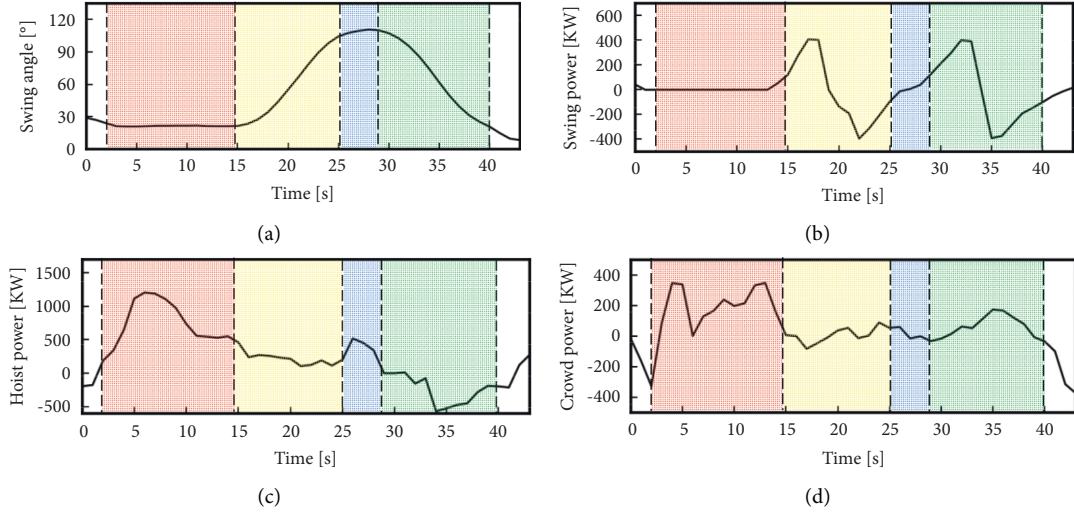 120
90
60
30
0
Swing angle [°]
0 5 10 15 20 25 30 35 40
Time [s]
(a)
600
400
200
0
-200
-400
Swing power [KW]
0 5 10 15 20 25 30 35 40
Time [s]
(b)
1500
1000
500
0
-500
Hoist power [KW]
0 5 10 15 20 25 30 35 40
Time [s]
(c)
400
200
0
-200
-400
Crowd power [KW]
0 5 10 15 20 25 30 35 40
Time [s]
(d)